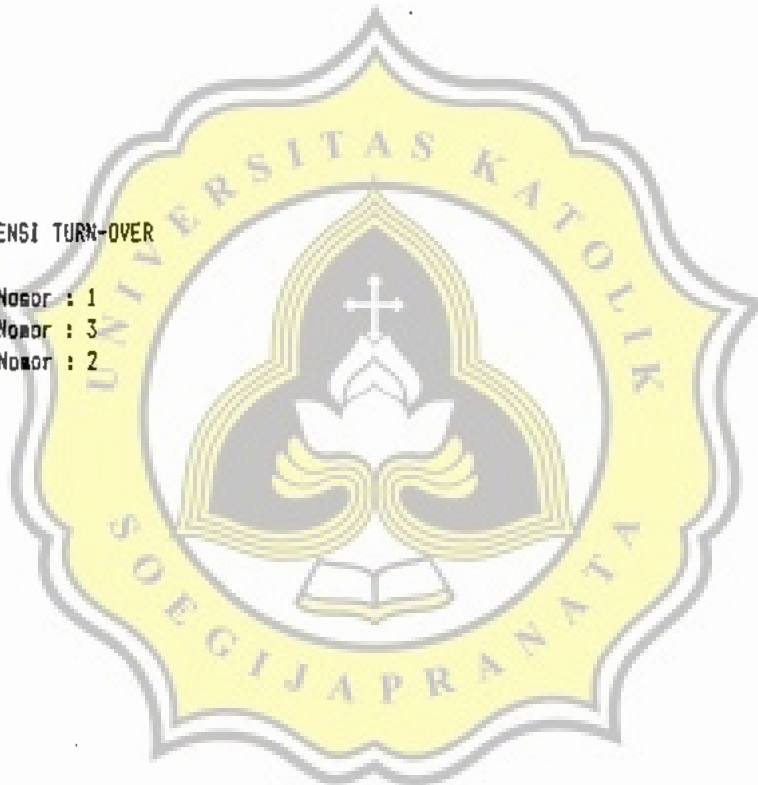 UNIVERSITAS KATOLIK
ENSI TURN-OVER
Nomor : 1
Nomor : 3
Nomor : 2
SOEGIJAPRANATA